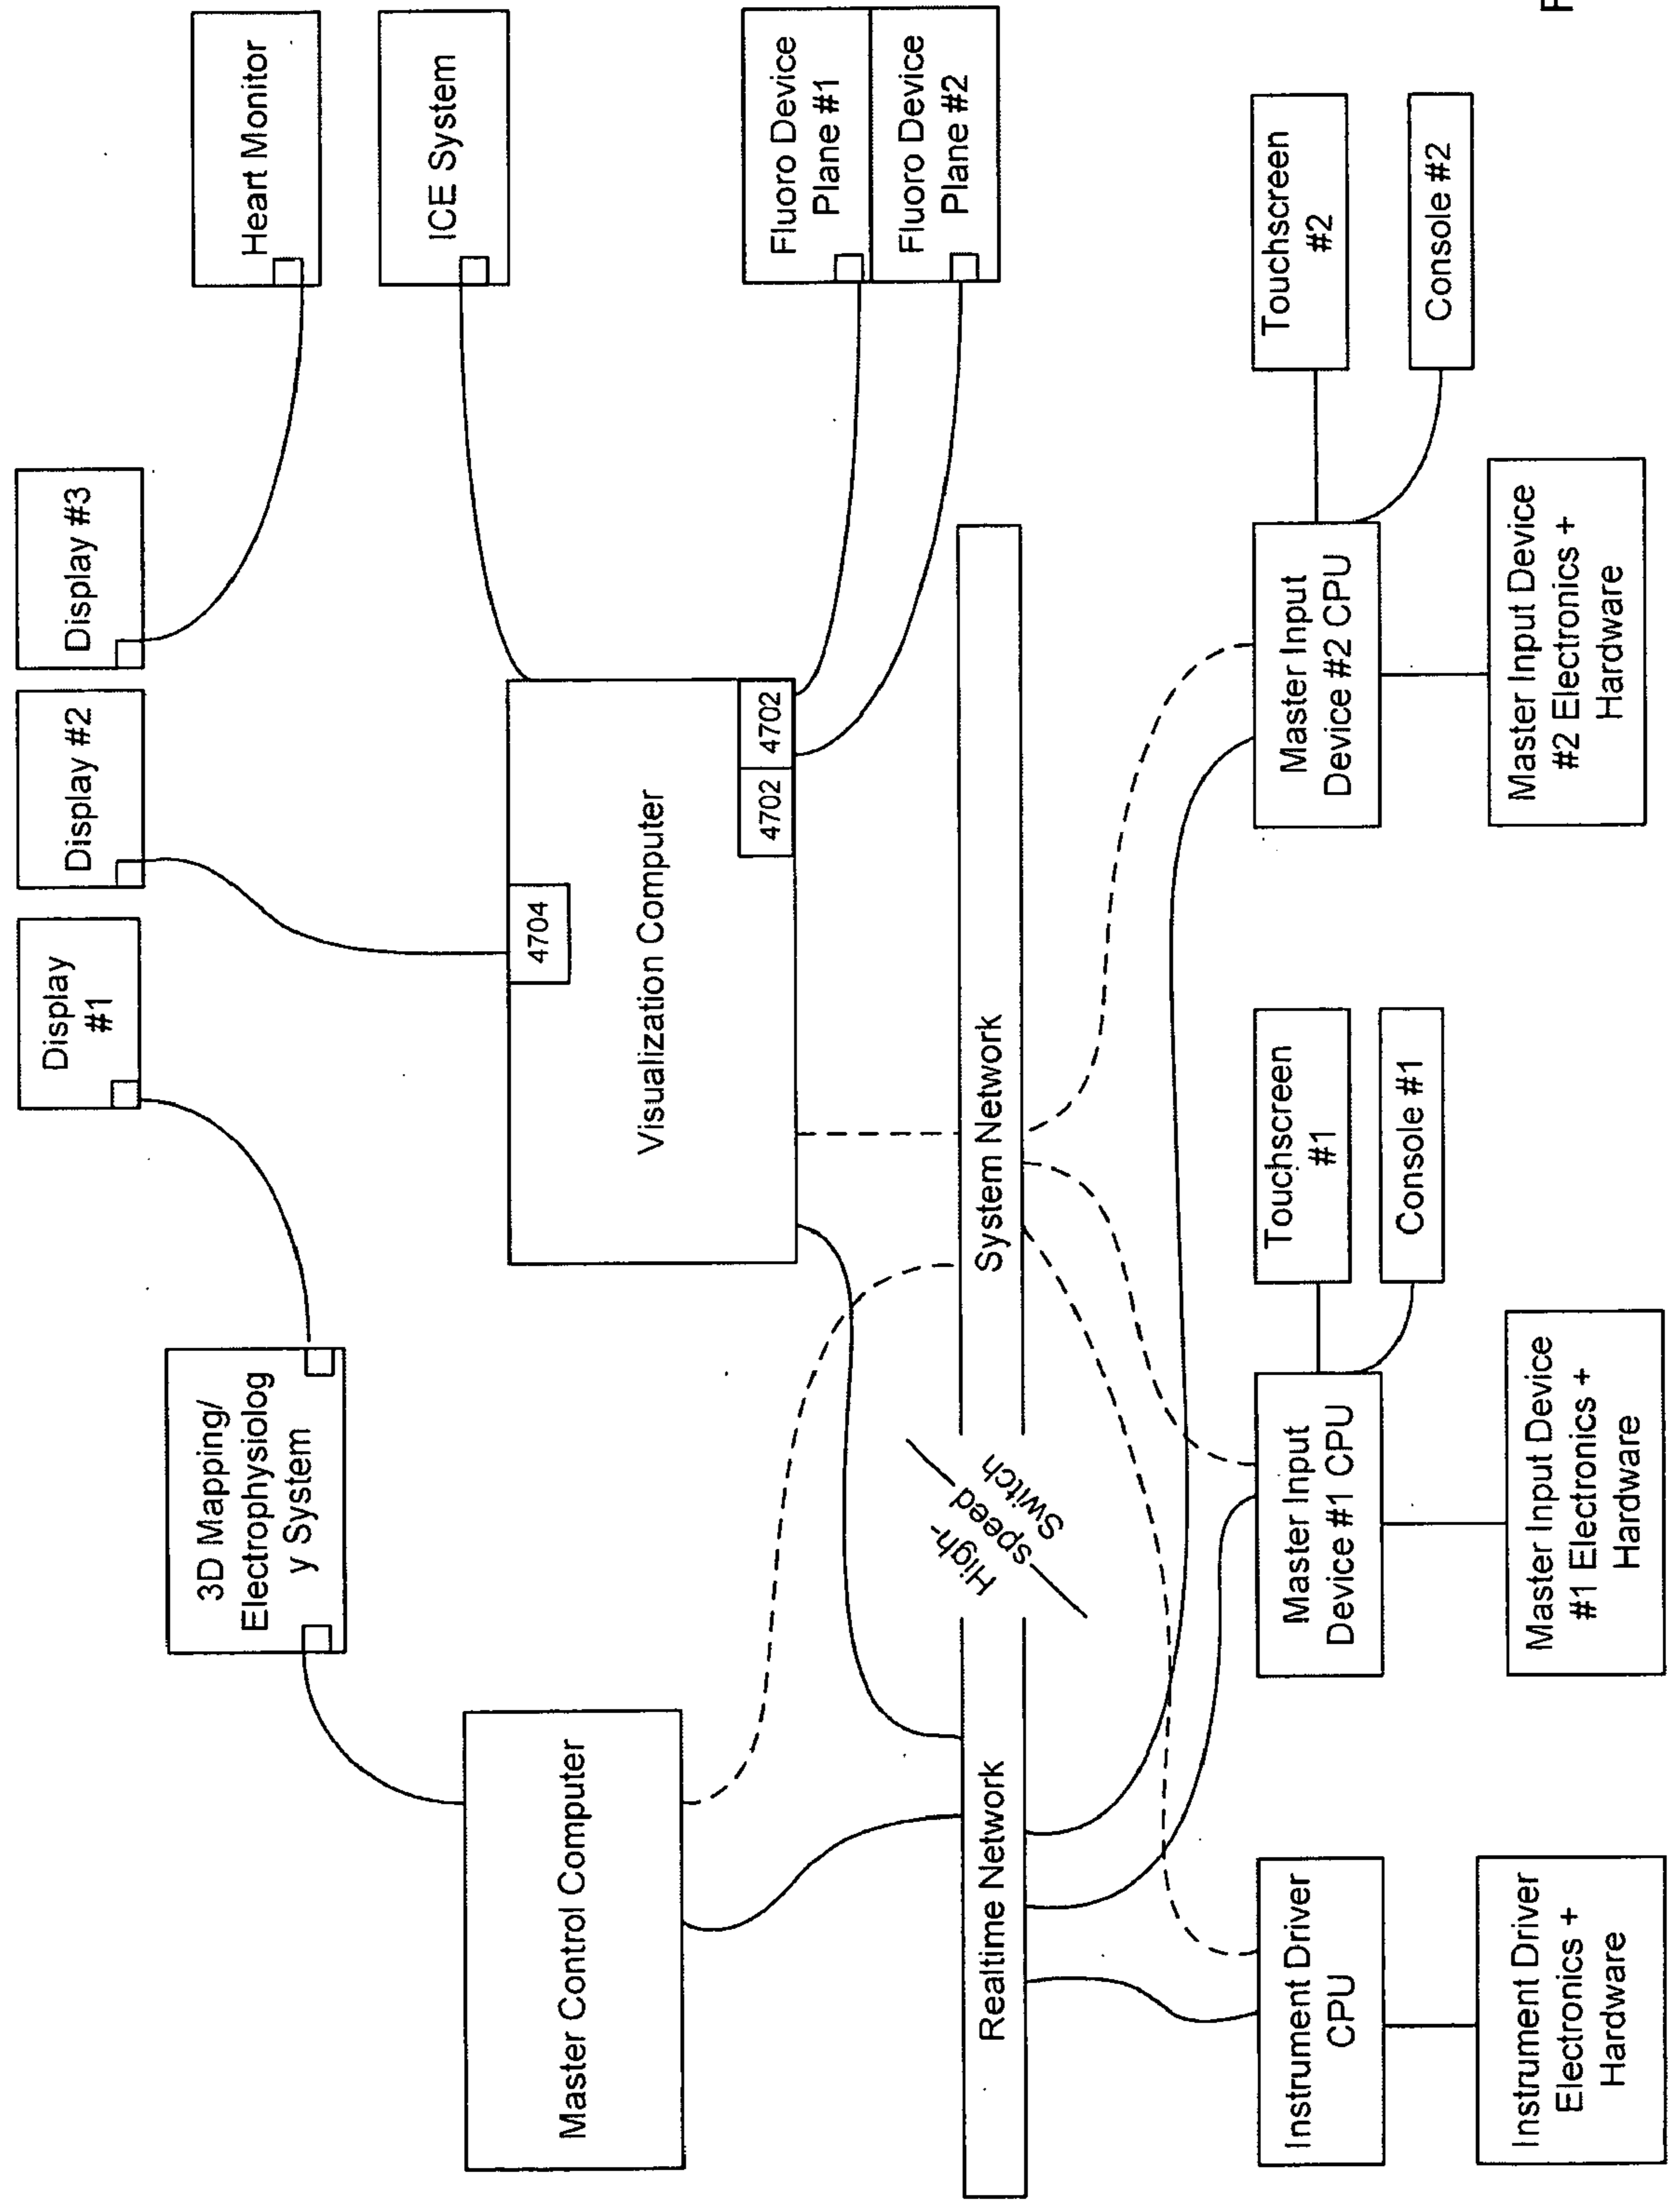 Display
#1
Display #2
Display #3
Heart Monitor
3D Mapping/
Electrophysiolog
y System
ICE System
Master Control Computer
4704
Visualization Computer
4702
4702
Fluoro Device
Plane #1
Fluoro Device
Plane #2
Realtime Network
High-
speed
Switch
System Network
Instrument Driver
CPU
Master Input
Device #1 CPU
Touchscreen
#1
Console #1
Master Input
Device #2 CPU
Touchscreen
#2
Console #2
Instrument Driver
Electronics +
Hardware
Master Input Device
#1 Electronics +
Hardware
Master Input Device
#2 Electronics +
Hardware